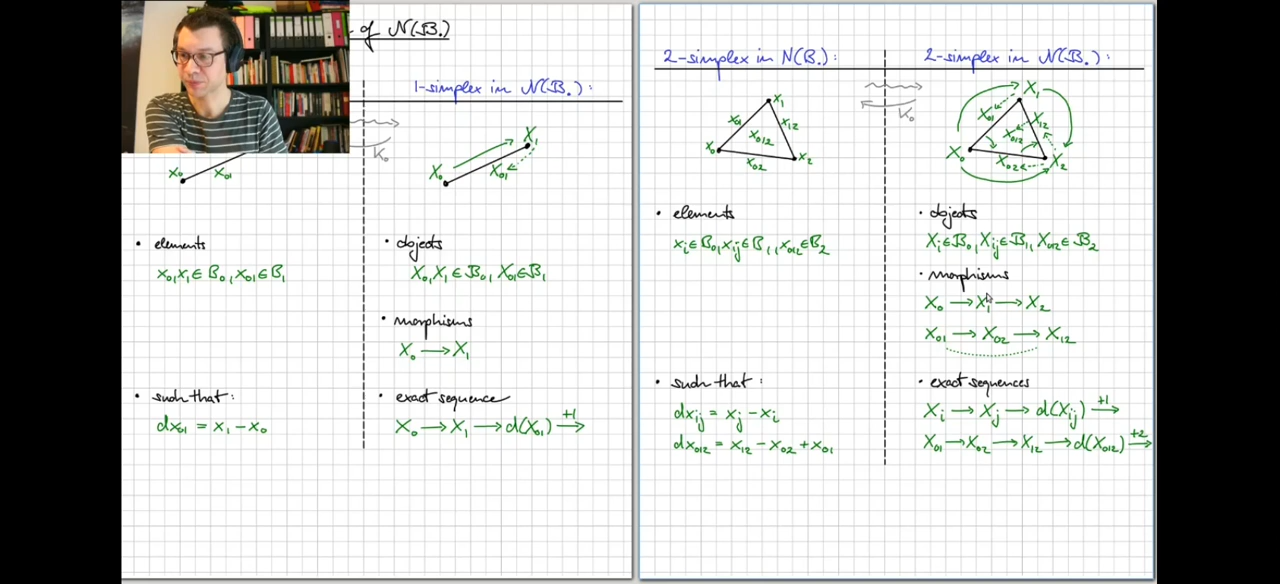 of 𝒩(ℬ.)
1-simplex in 𝒩(ℬ.):
K₀
x₀
x₀₁
X₀
X₁
X₀₁
• elements
x₀, x₁ ∈ B₀, x₀₁ ∈ B₁
• objects
X₀, X₁ ∈ ℬ₀, X₀₁ ∈ ℬ₁
• morphisms
X₀ → X₁
• such that:
dx₀₁ = x₁ − x₀
• exact sequence
X₀ → X₁ → d(X₀₁) +1→
2-simplex in N(B.):
2-simplex in 𝒩(ℬ.):
K₀
x₁
x₀₁
x₁₂
x₀₁₂
x₀
x₀₂
x₂
X₁
X₀₁
X₁₂
X₀₁₂
X₀
X₀₂
X₂
• elements
xᵢ ∈ B₀, xᵢⱼ ∈ B₁, x₀₁₂ ∈ B₂
• objects
Xᵢ ∈ ℬ₀, Xᵢⱼ ∈ ℬ₁, X₀₁₂ ∈ ℬ₂
• morphisms
X₀ → X₁ → X₂
X₀₁ → X₀₂ → X₁₂
• such that:
dxᵢⱼ = xⱼ − xᵢ
dx₀₁₂ = x₁₂ − x₀₂ + x₀₁
• exact sequences
Xᵢ → Xⱼ → d(Xᵢⱼ) +1→
X₀₁ → X₀₂ → X₁₂ → d(X₀₁₂) +2→